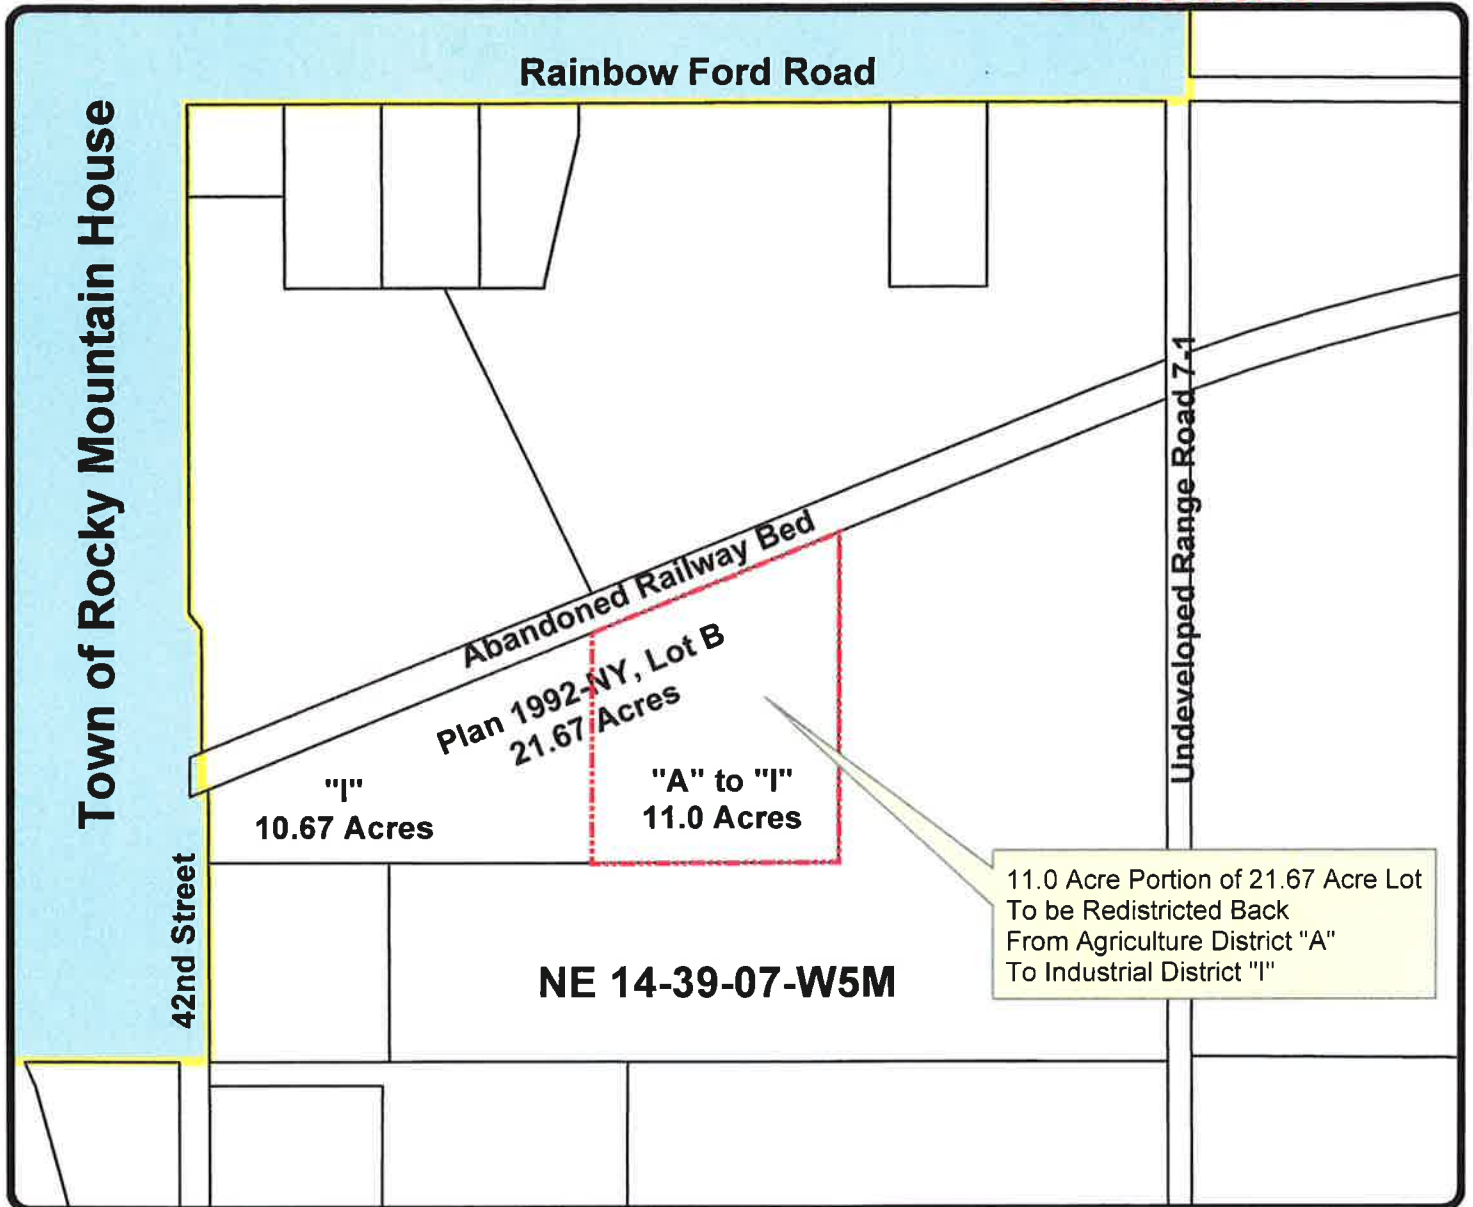 Rainbow Ford Road
Town of Rocky Mountain House
Undeveloped Range Road 7-1
Abandoned Railway Bed
Plan 1992-NY, Lot B
21.67 Acres
"I"
10.67 Acres
"A" to "I"
11.0 Acres
42nd Street
11.0 Acre Portion of 21.67 Acre Lot
To be Redistricted Back
From Agriculture District "A"
To Industrial District "I"
NE 14-39-07-W5M